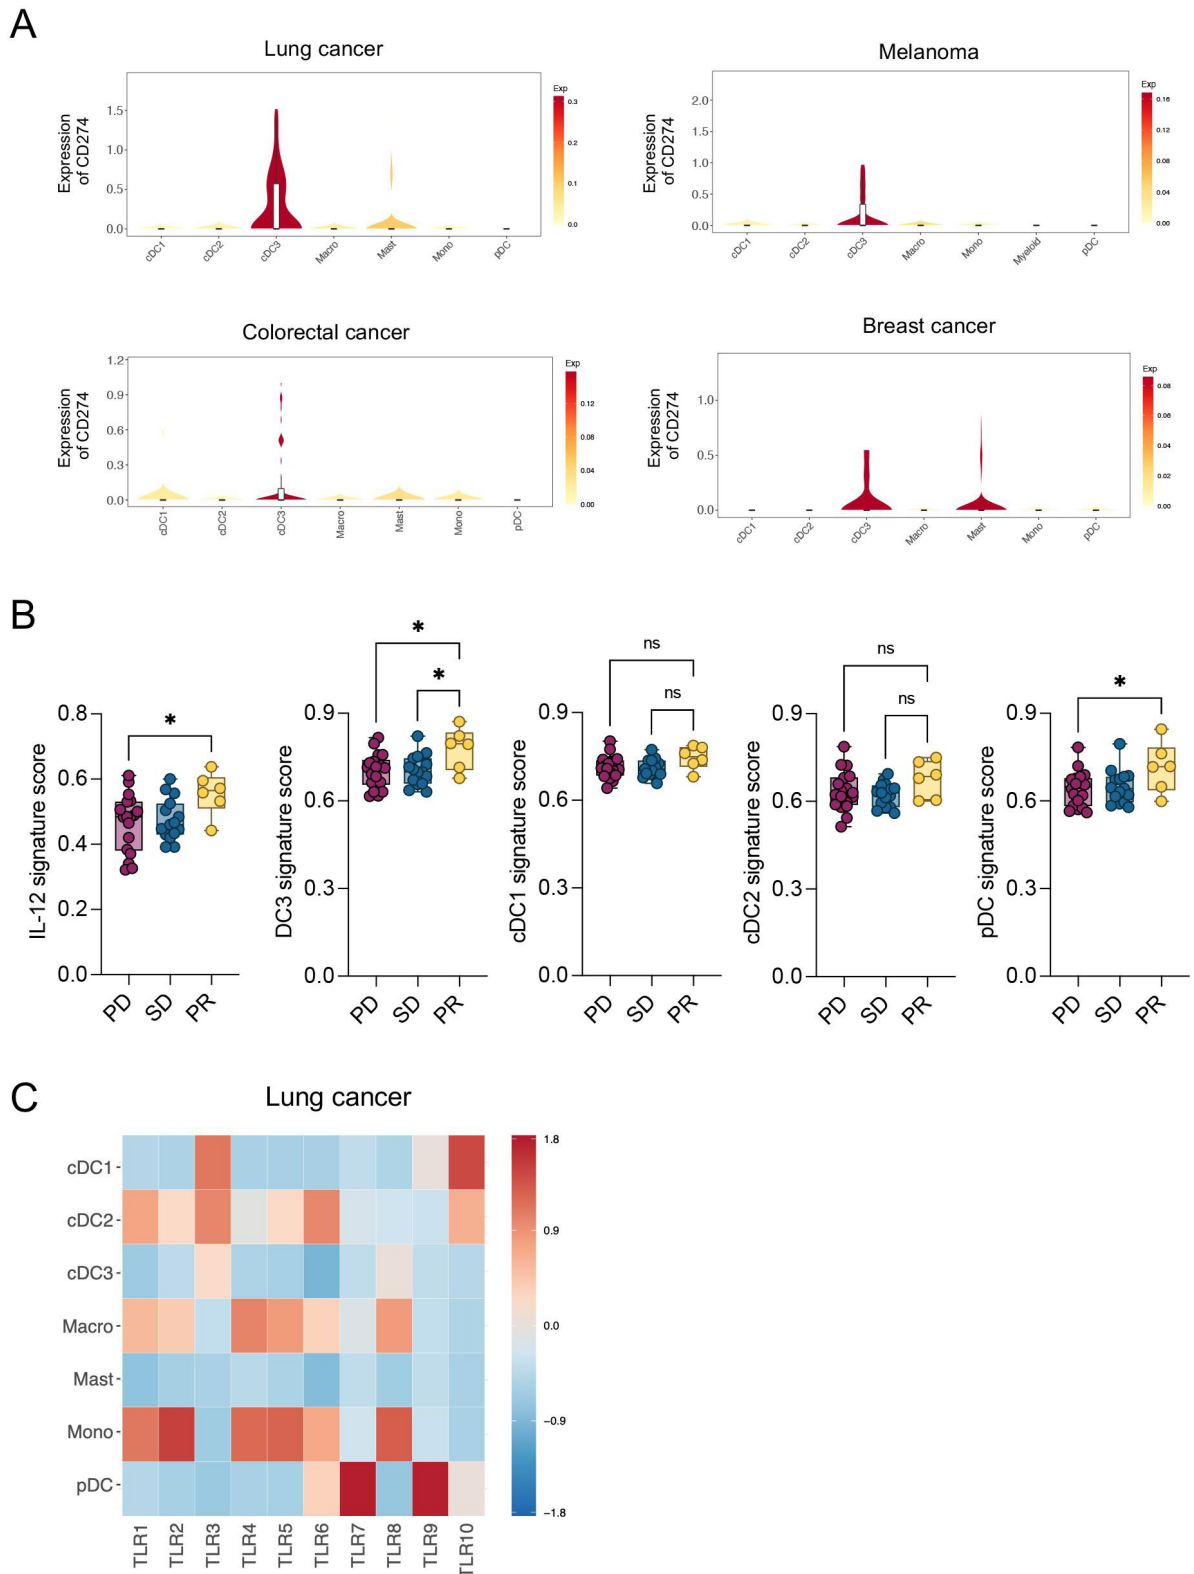 A
Lung cancer
Expression of CD274
1.5
1.0
0.5
0.0
cDC1
cDC2
cDC3
Macro
Mast
Mono
pDC
Exp
0.3
0.2
0.1
0.0
Melanoma
Expression of CD274
2.0
1.5
1.0
0.5
0.0
cDC1
cDC2
cDC3
Macro
Mono
Myeloid
pDC
Exp
0.16
0.12
0.08
0.04
0.00
Colorectal cancer
Expression of CD274
1.2
0.9
0.6
0.3
0.0
cDC1
cDC2
cDC3
Macro
Mast
Mono
pDC
Exp
0.12
0.08
0.04
0.00
Breast cancer
Expression of CD274
1.0
0.5
0.0
cDC1
cDC2
cDC3
Macro
Mast
Mono
pDC
Exp
0.08
0.06
0.04
0.02
0.00
B
IL-12 signature score
0.8
0.6
0.4
0.2
0.0
*
PD
SD
PR
DC3 signature score
0.9
0.6
0.3
0.0
*
*
PD
SD
PR
cDC1 signature score
0.9
0.6
0.3
0.0
ns
ns
PD
SD
PR
cDC2 signature score
0.9
0.6
0.3
0.0
ns
ns
PD
SD
PR
pDC signature score
0.9
0.6
0.3
0.0
*
PD
SD
PR
C
Lung cancer
cDC1
cDC2
cDC3
Macro
Mast
Mono
pDC
TLR1
TLR2
TLR3
TLR4
TLR5
TLR6
TLR7
TLR8
TLR9
TLR10
1.8
0.9
0.0
−0.9
−1.8